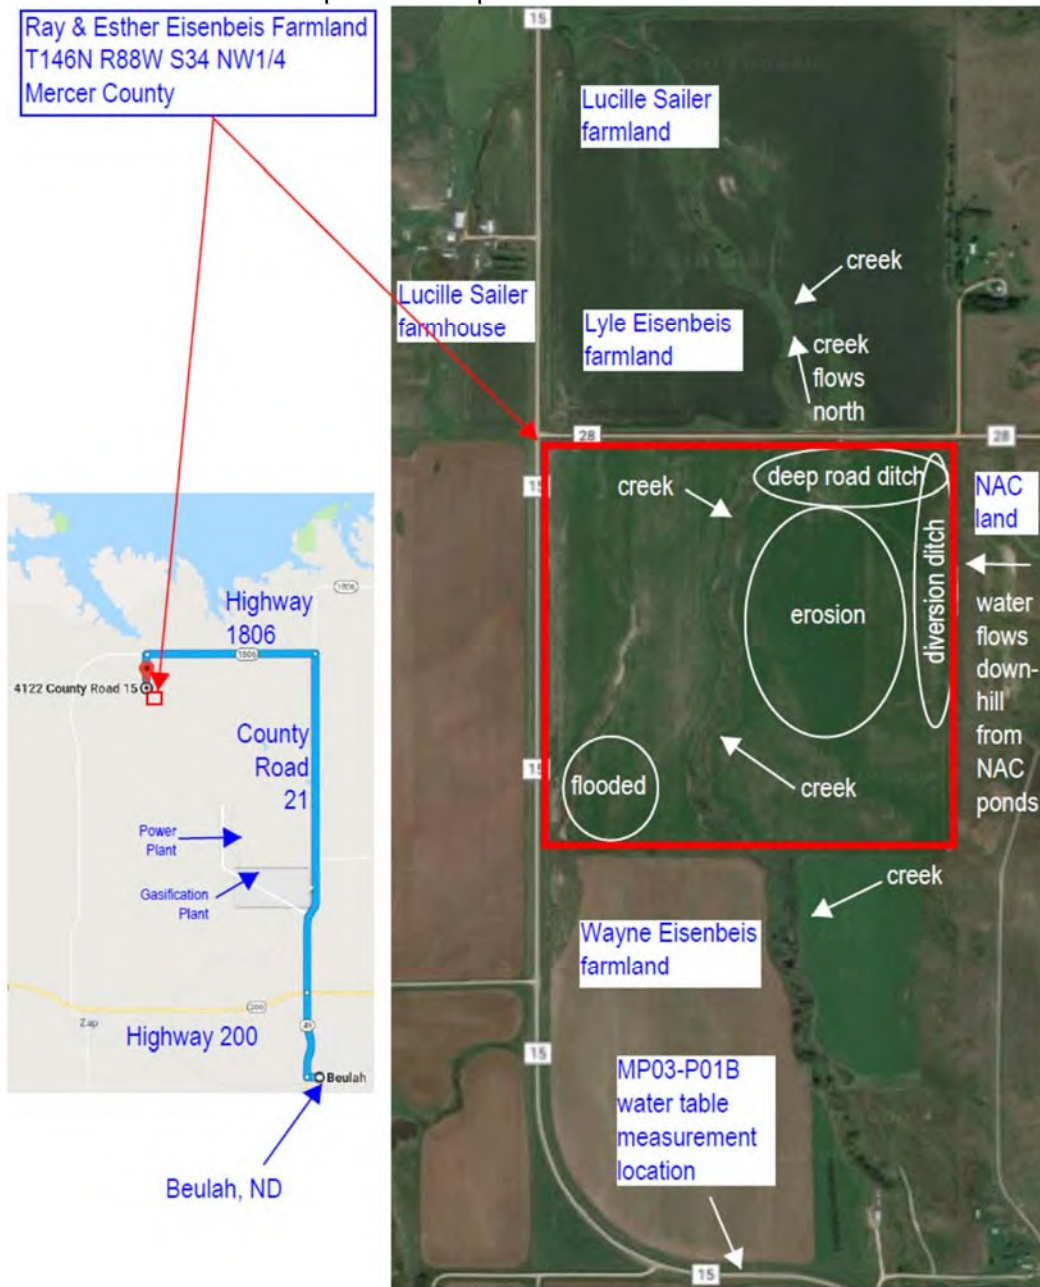 Ray & Esther Eisenbeis Farmland
T146N R88W S34 NW1/4
Mercer County
15
Lucille Sailer
farmland
creek
Lucille Sailer
farmhouse
Lyle Eisenbeis
farmland
creek
flows
north
28
28
15
creek
deep road ditch
NAC
land
diversion ditch
erosion
water
flows
down-
hill
from
NAC
ponds
15
flooded
creek
creek
Wayne Eisenbeis
farmland
15
MP03-P01B
water table
measurement
location
15
1806
Highway
1806
1806
4122 County Road 15
County
Road
21
Power
Plant
Gasification
Plant
200
Zap
Highway 200
49
Beulah
Beulah, ND